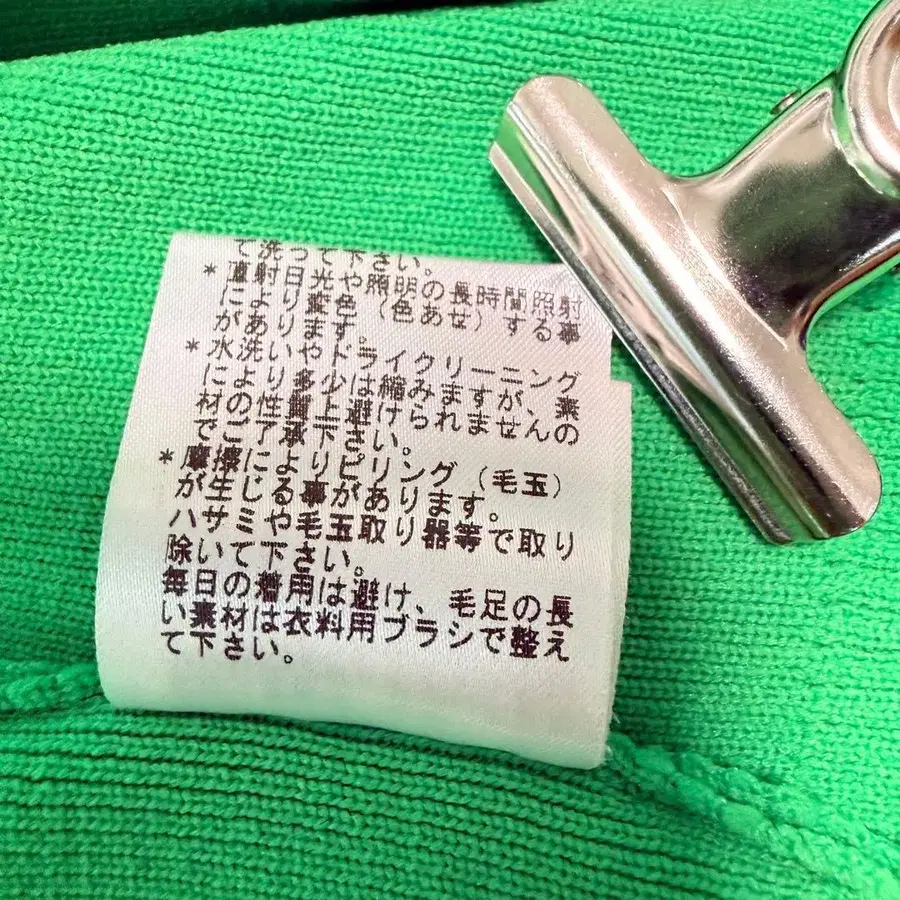 て洗って下さい。
*直射日光や照明の長時間照射
により変色（色あせ）する事
があります。
*水洗いやドライクリーニング
により多少は縮みますが、素
材の性質上避けられませんの
でご了承下さい。
*摩擦によりピリング（毛玉）
が生じる事があります。
ハサミや毛玉取り器等で取り
除いて下さい。
毎日の着用は避け、毛足の長
い素材は衣料用ブラシで整え
て下さい。